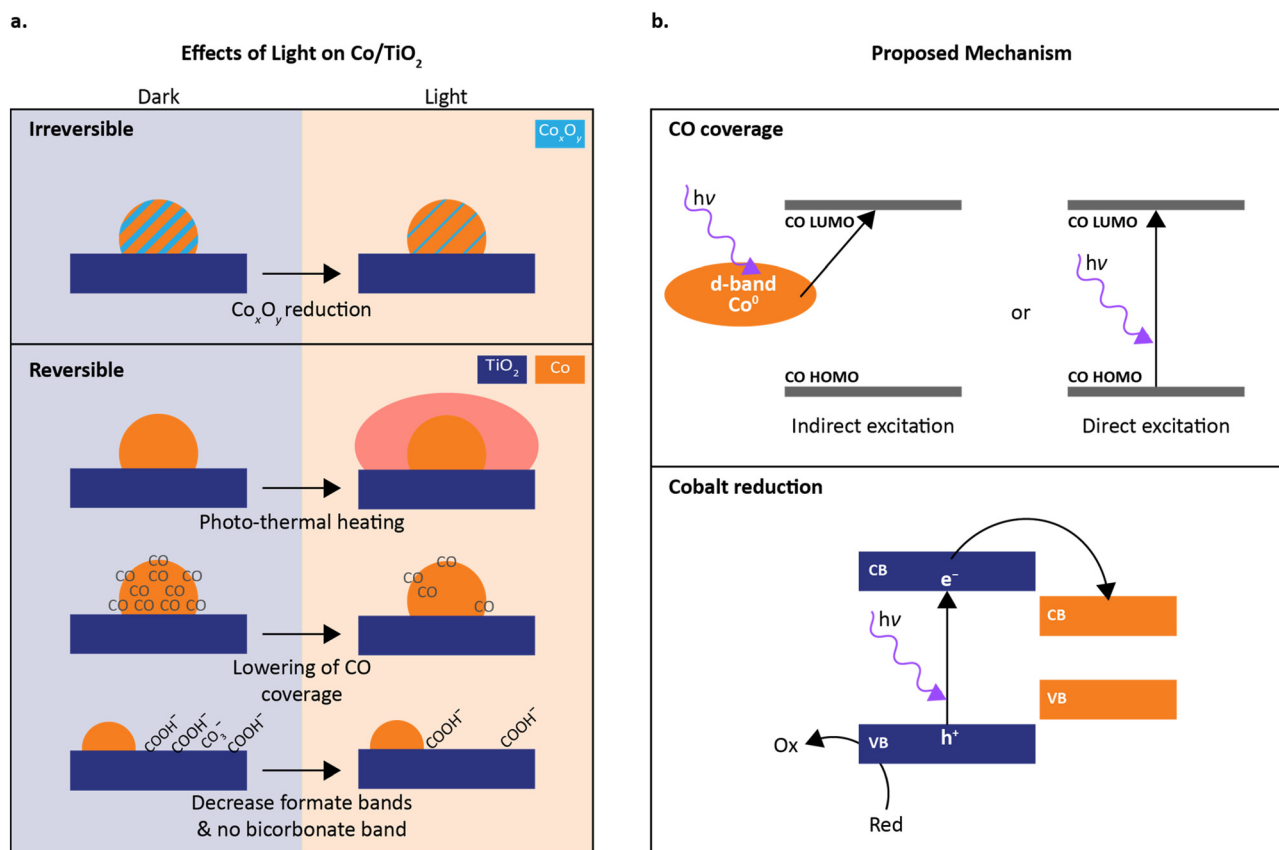 a.
Effects of Light on Co/TiO₂
Dark
Light
Irreversible
CoₓOᵧ
CoₓOᵧ reduction
Reversible
TiO₂
Co
Photo-thermal heating
CO
CO CO CO
CO CO
CO CO CO CO
CO
CO
CO
CO
Lowering of CO
coverage
COOH⁻
COOH⁻
CO₃⁻
COOH⁻
COOH⁻
COOH⁻
Decrease formate bands
& no bicorbonate band
b.
Proposed Mechanism
CO coverage
hν
CO LUMO
d-band
Co⁰
CO HOMO
Indirect excitation
or
CO LUMO
hν
CO HOMO
Direct excitation
Cobalt reduction
CB
e⁻
CB
hν
VB
Ox
VB
h⁺
Red